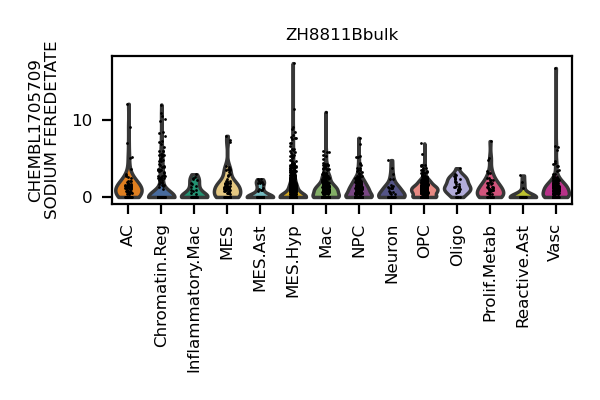 ZH8811Bbulk
CHEMBL1705709
SODIUM FEREDETATE
10
0
AC
Chromatin.Reg
Inflammatory.Mac
MES
MES.Ast
MES.Hyp
Mac
NPC
Neuron
OPC
Oligo
Prolif.Metab
Reactive.Ast
Vasc